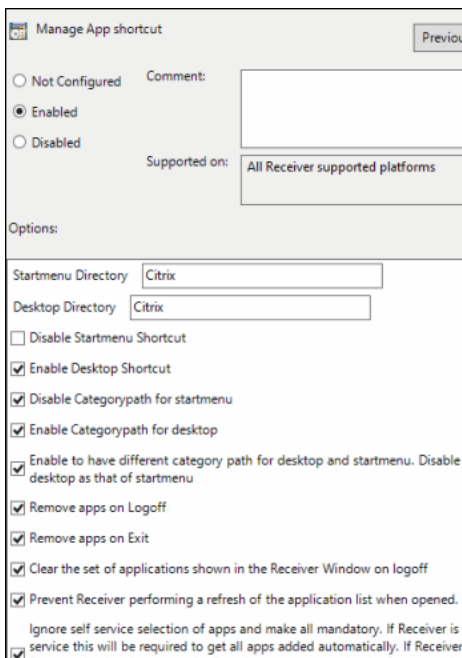 Manage App shortcut
Previou
Not Configured
Comment:
Enabled
Disabled
Supported on:
All Receiver supported platforms
Options:
Startmenu Directory
Citrix
Desktop Directory
Citrix
Disable Startmenu Shortcut
Enable Desktop Shortcut
Disable Categorypath for startmenu
Enable Categorypath for desktop
Enable to have different category path for desktop and startmenu. Disable
desktop as that of startmenu
Remove apps on Logoff
Remove apps on Exit
Clear the set of applications shown in the Receiver Window on logoff
Prevent Receiver performing a refresh of the application list when opened.
Ignore self service selection of apps and make all mandatory. If Receiver is
service this will be required to get all apps added automatically. If Receiver